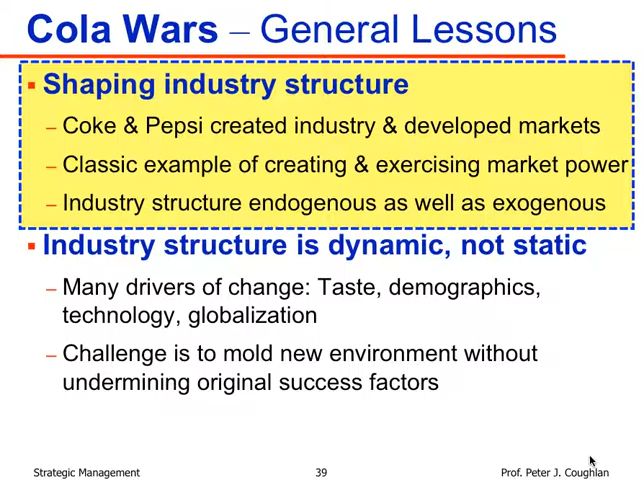 Cola Wars – General Lessons
▪ Shaping industry structure
– Coke & Pepsi created industry & developed markets
– Classic example of creating & exercising market power
– Industry structure endogenous as well as exogenous
▪ Industry structure is dynamic, not static
– Many drivers of change: Taste, demographics,
technology, globalization
– Challenge is to mold new environment without
undermining original success factors
Strategic Management 39 Prof. Peter J. Coughlan